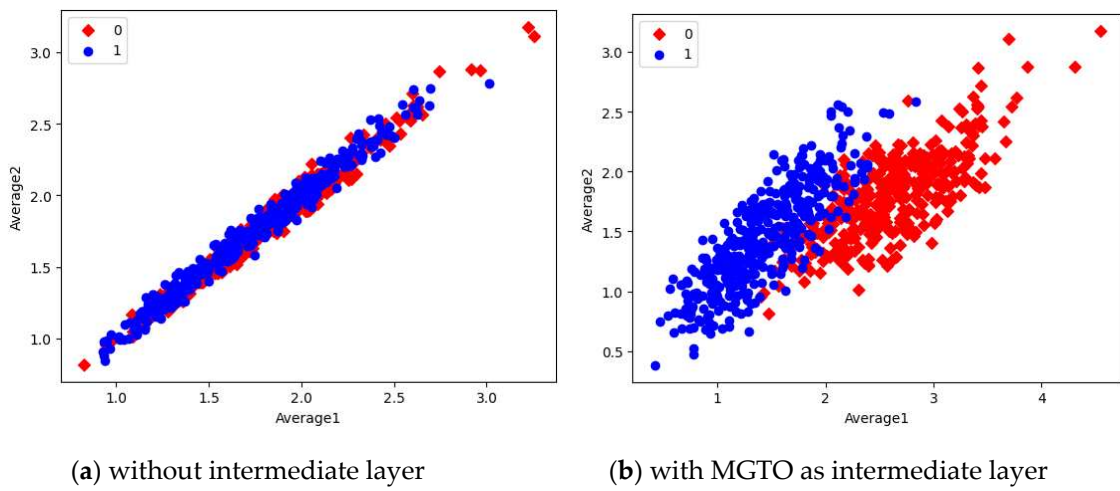 0
1
3.0
2.5
2.0
1.5
1.0
Average2
1.0 1.5 2.0 2.5 3.0
Average1
(a) without intermediate layer
0
1
3.0
2.5
2.0
1.5
1.0
0.5
Average2
1 2 3 4
Average1
(b) with MGTO as intermediate layer